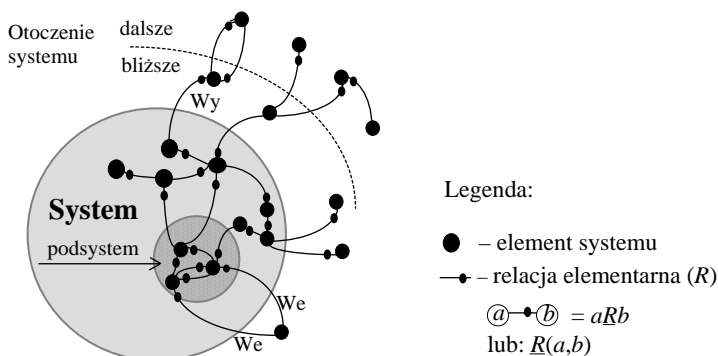 Otoczenie
systemu
dalsze
bliższe
Wy
System
podsystem
We
We
Legenda:
– element systemu
– relacja elementarna (R)
a b = aRb
lub: R(a,b)